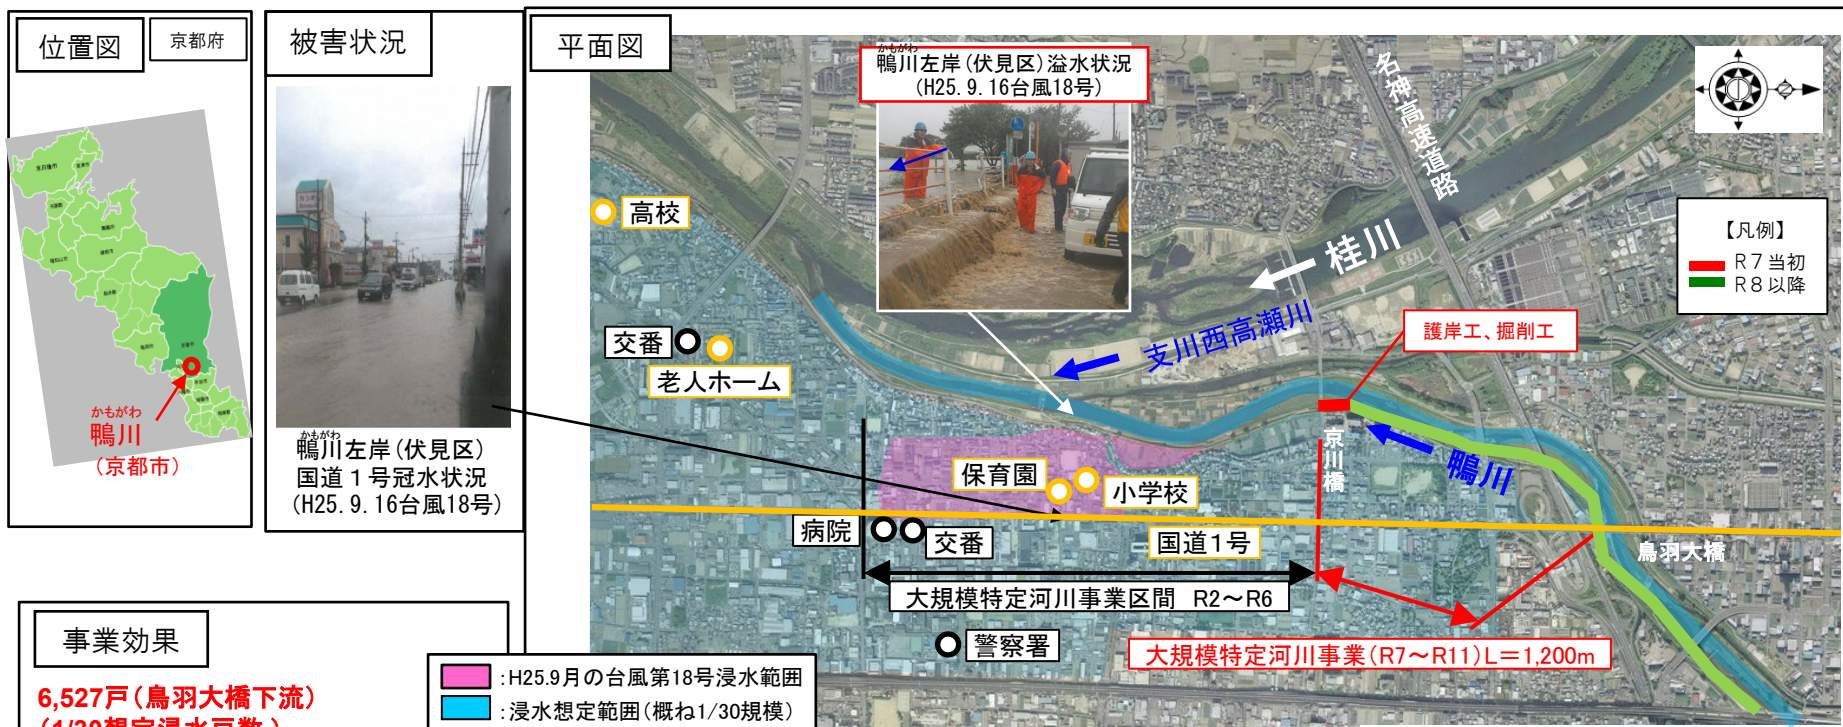 位置図
京都府
かもがわ
鴨川
(京都市)
被害状況
かもがわ
鴨川左岸(伏見区)
国道1号冠水状況
(H25.9.16台風18号)
平面図
かもがわ
鴨川左岸(伏見区)溢水状況
(H25.9.16台風18号)
名神高速道路
桂川
支川西高瀬川
【凡例】
R7当初
R8以降
護岸工、掘削工
高校
交番
老人ホーム
京川橋
鴨川
保育園
小学校
病院
交番
国道1号
鳥羽大橋
大規模特定河川事業区間 R2～R6
警察署
大規模特定河川事業(R7～R11)L=1,200m
事業効果
6,527戸(鳥羽大橋下流)
(1/30想定浸水戸数)
:H25.9月の台風第18号浸水範囲
:浸水想定範囲(概ね1/30規模)